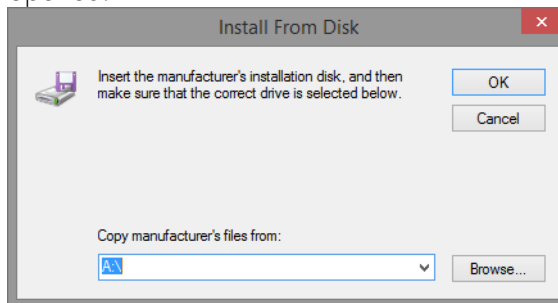 Install From Disk
Insert the manufacturer's installation disk, and then
make sure that the correct drive is selected below.
OK
Cancel
Copy manufacturer's files from:
A:\
Browse...